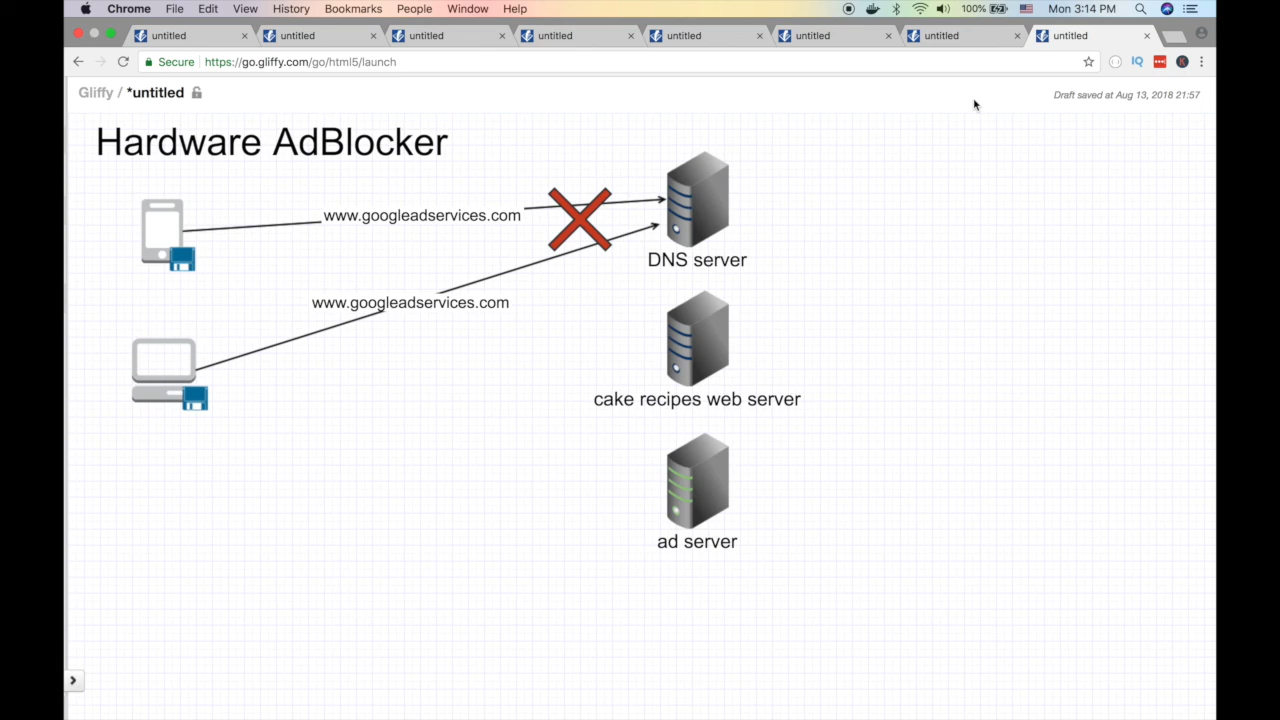 Chrome File Edit View History Bookmarks People Window Help 100% Mon 3:14 PM
untitled untitled untitled untitled untitled untitled untitled untitled
Secure https://go.gliffy.com/go/html5/launch IQ
Gliffy / *untitled
Draft saved at Aug 13, 2018 21:57
Hardware AdBlocker
www.googleadservices.com
DNS server
www.googleadservices.com
cake recipes web server
ad server